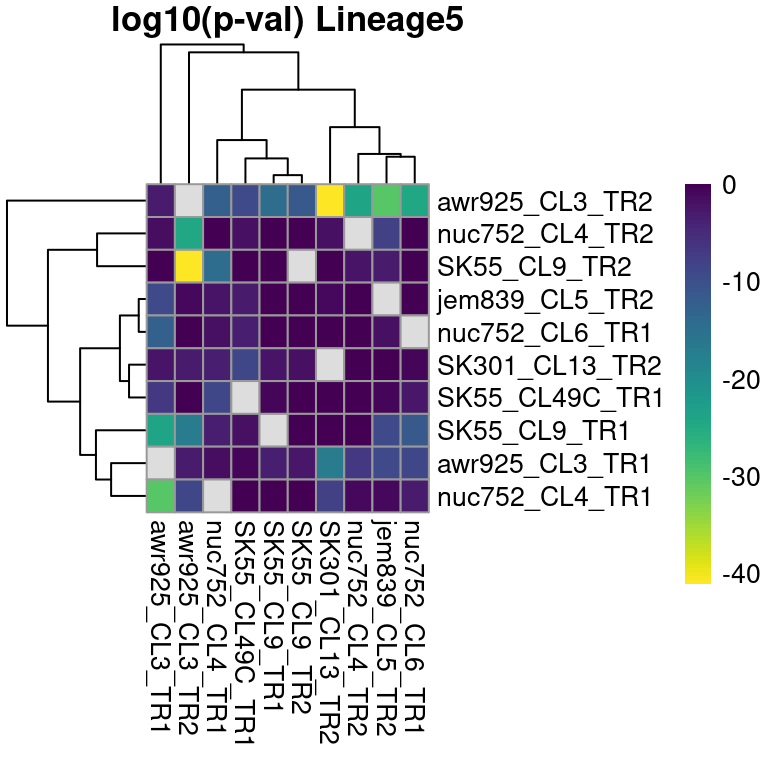 log10(p-val) Lineage5
awr925_CL3_TR2
nuc752_CL4_TR2
SK55_CL9_TR2
jem839_CL5_TR2
nuc752_CL6_TR1
SK301_CL13_TR2
SK55_CL49C_TR1
SK55_CL9_TR1
awr925_CL3_TR1
nuc752_CL4_TR1
0
-10
-20
-30
-40
awr925_CL3_TR1
awr925_CL3_TR2
nuc752_CL4_TR1
SK55_CL49C_TR1
SK55_CL9_TR1
SK55_CL9_TR2
SK301_CL13_TR2
nuc752_CL4_TR2
jem839_CL5_TR2
nuc752_CL6_TR1